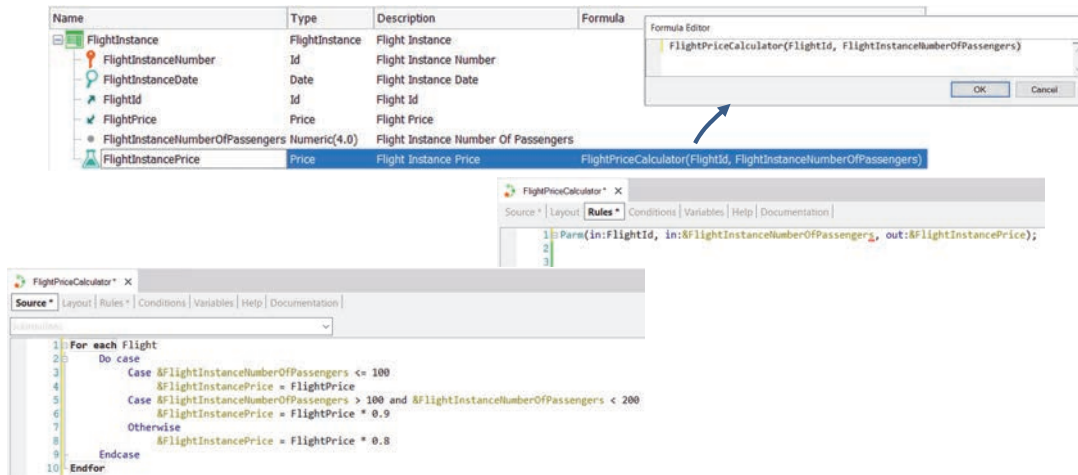 Name Type Description Formula
FlightInstance FlightInstance Flight Instance
FlightInstanceNumber Id Flight Instance Number
FlightInstanceDate Date Flight Instance Date
FlightId Id Flight Id
FlightPrice Price Flight Price
FlightInstanceNumberOfPassengers Numeric(4.0) Flight Instance Number Of Passengers
FlightInstancePrice Price Flight Instance Price FlightPriceCalculator(FlightId, FlightInstanceNumberOfPassengers)
Formula Editor
FlightPriceCalculator(FlightId, FlightInstanceNumberOfPassengers)
OK Cancel
FlightPriceCalculator* X
Source * | Layout | Rules * | Conditions | Variables | Help | Documentation |
1 Parm(in:FlightId, in:&FlightInstanceNumberOfPassengers, out:&FlightInstancePrice);
2
3
FlightPriceCalculator* X
Source * | Layout | Rules * | Conditions | Variables | Help | Documentation |
1 For each Flight
2 Do case
3 Case &FlightInstanceNumberOfPassengers <= 100
4 &FlightInstancePrice = FlightPrice
5 Case &FlightInstanceNumberOfPassengers > 100 and &FlightInstanceNumberOfPassengers < 200
6 &FlightInstancePrice = FlightPrice * 0.9
7 Otherwise
8 &FlightInstancePrice = FlightPrice * 0.8
9 Endcase
10 Endfor